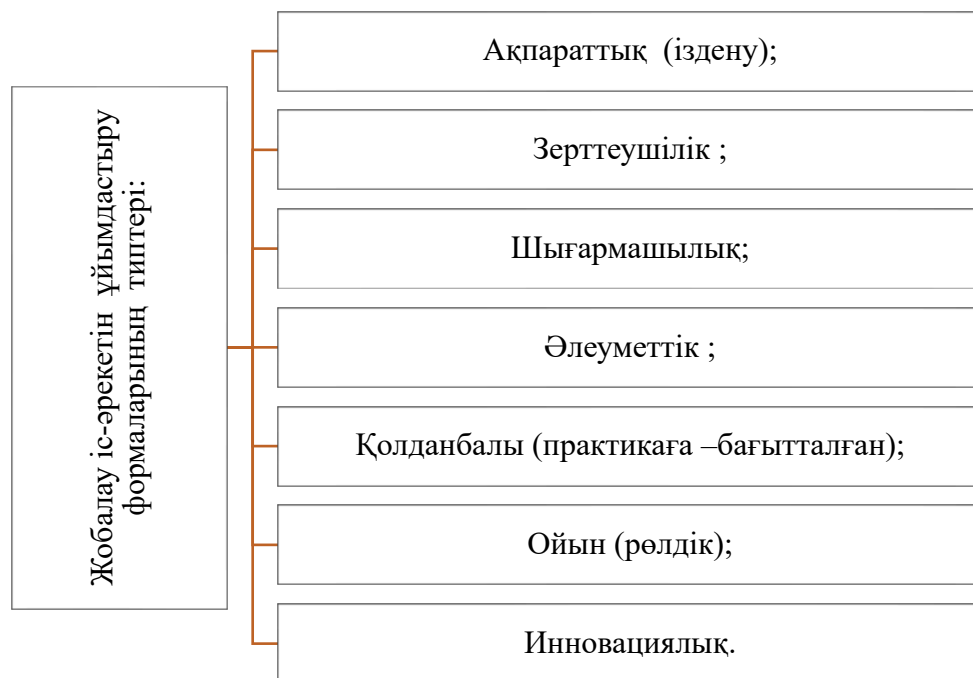 Жобалау іс-әрекетін ұйымдастыру
формаларының типтері:
Ақпараттық (іздену);
Зерттеушілік ;
Шығармашылық;
Әлеуметтік ;
Қолданбалы (практикаға –бағытталған);
Ойын (рөлдік);
Инновациялық.